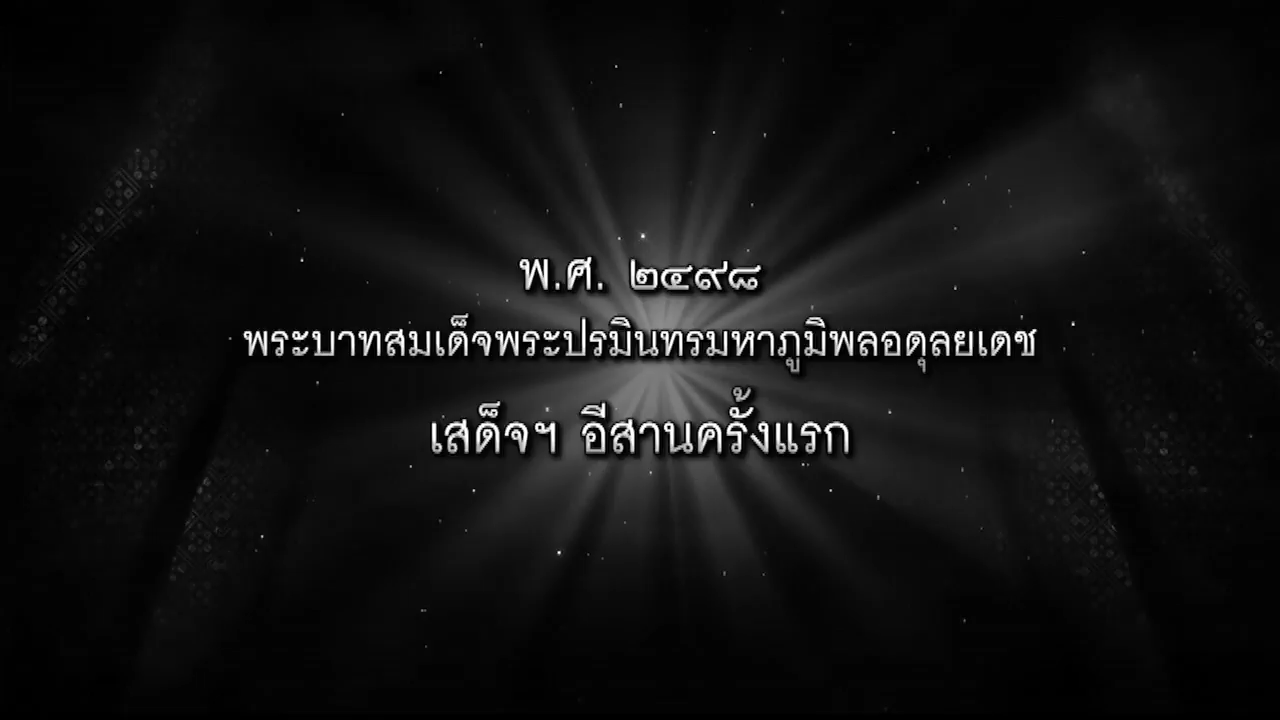 พ.ศ. ๒๔๙๘
พระบาทสมเด็จพระปรมินทรมหาภูมิพลอดุลยเดช
เสด็จฯ อีสานครั้งแรก